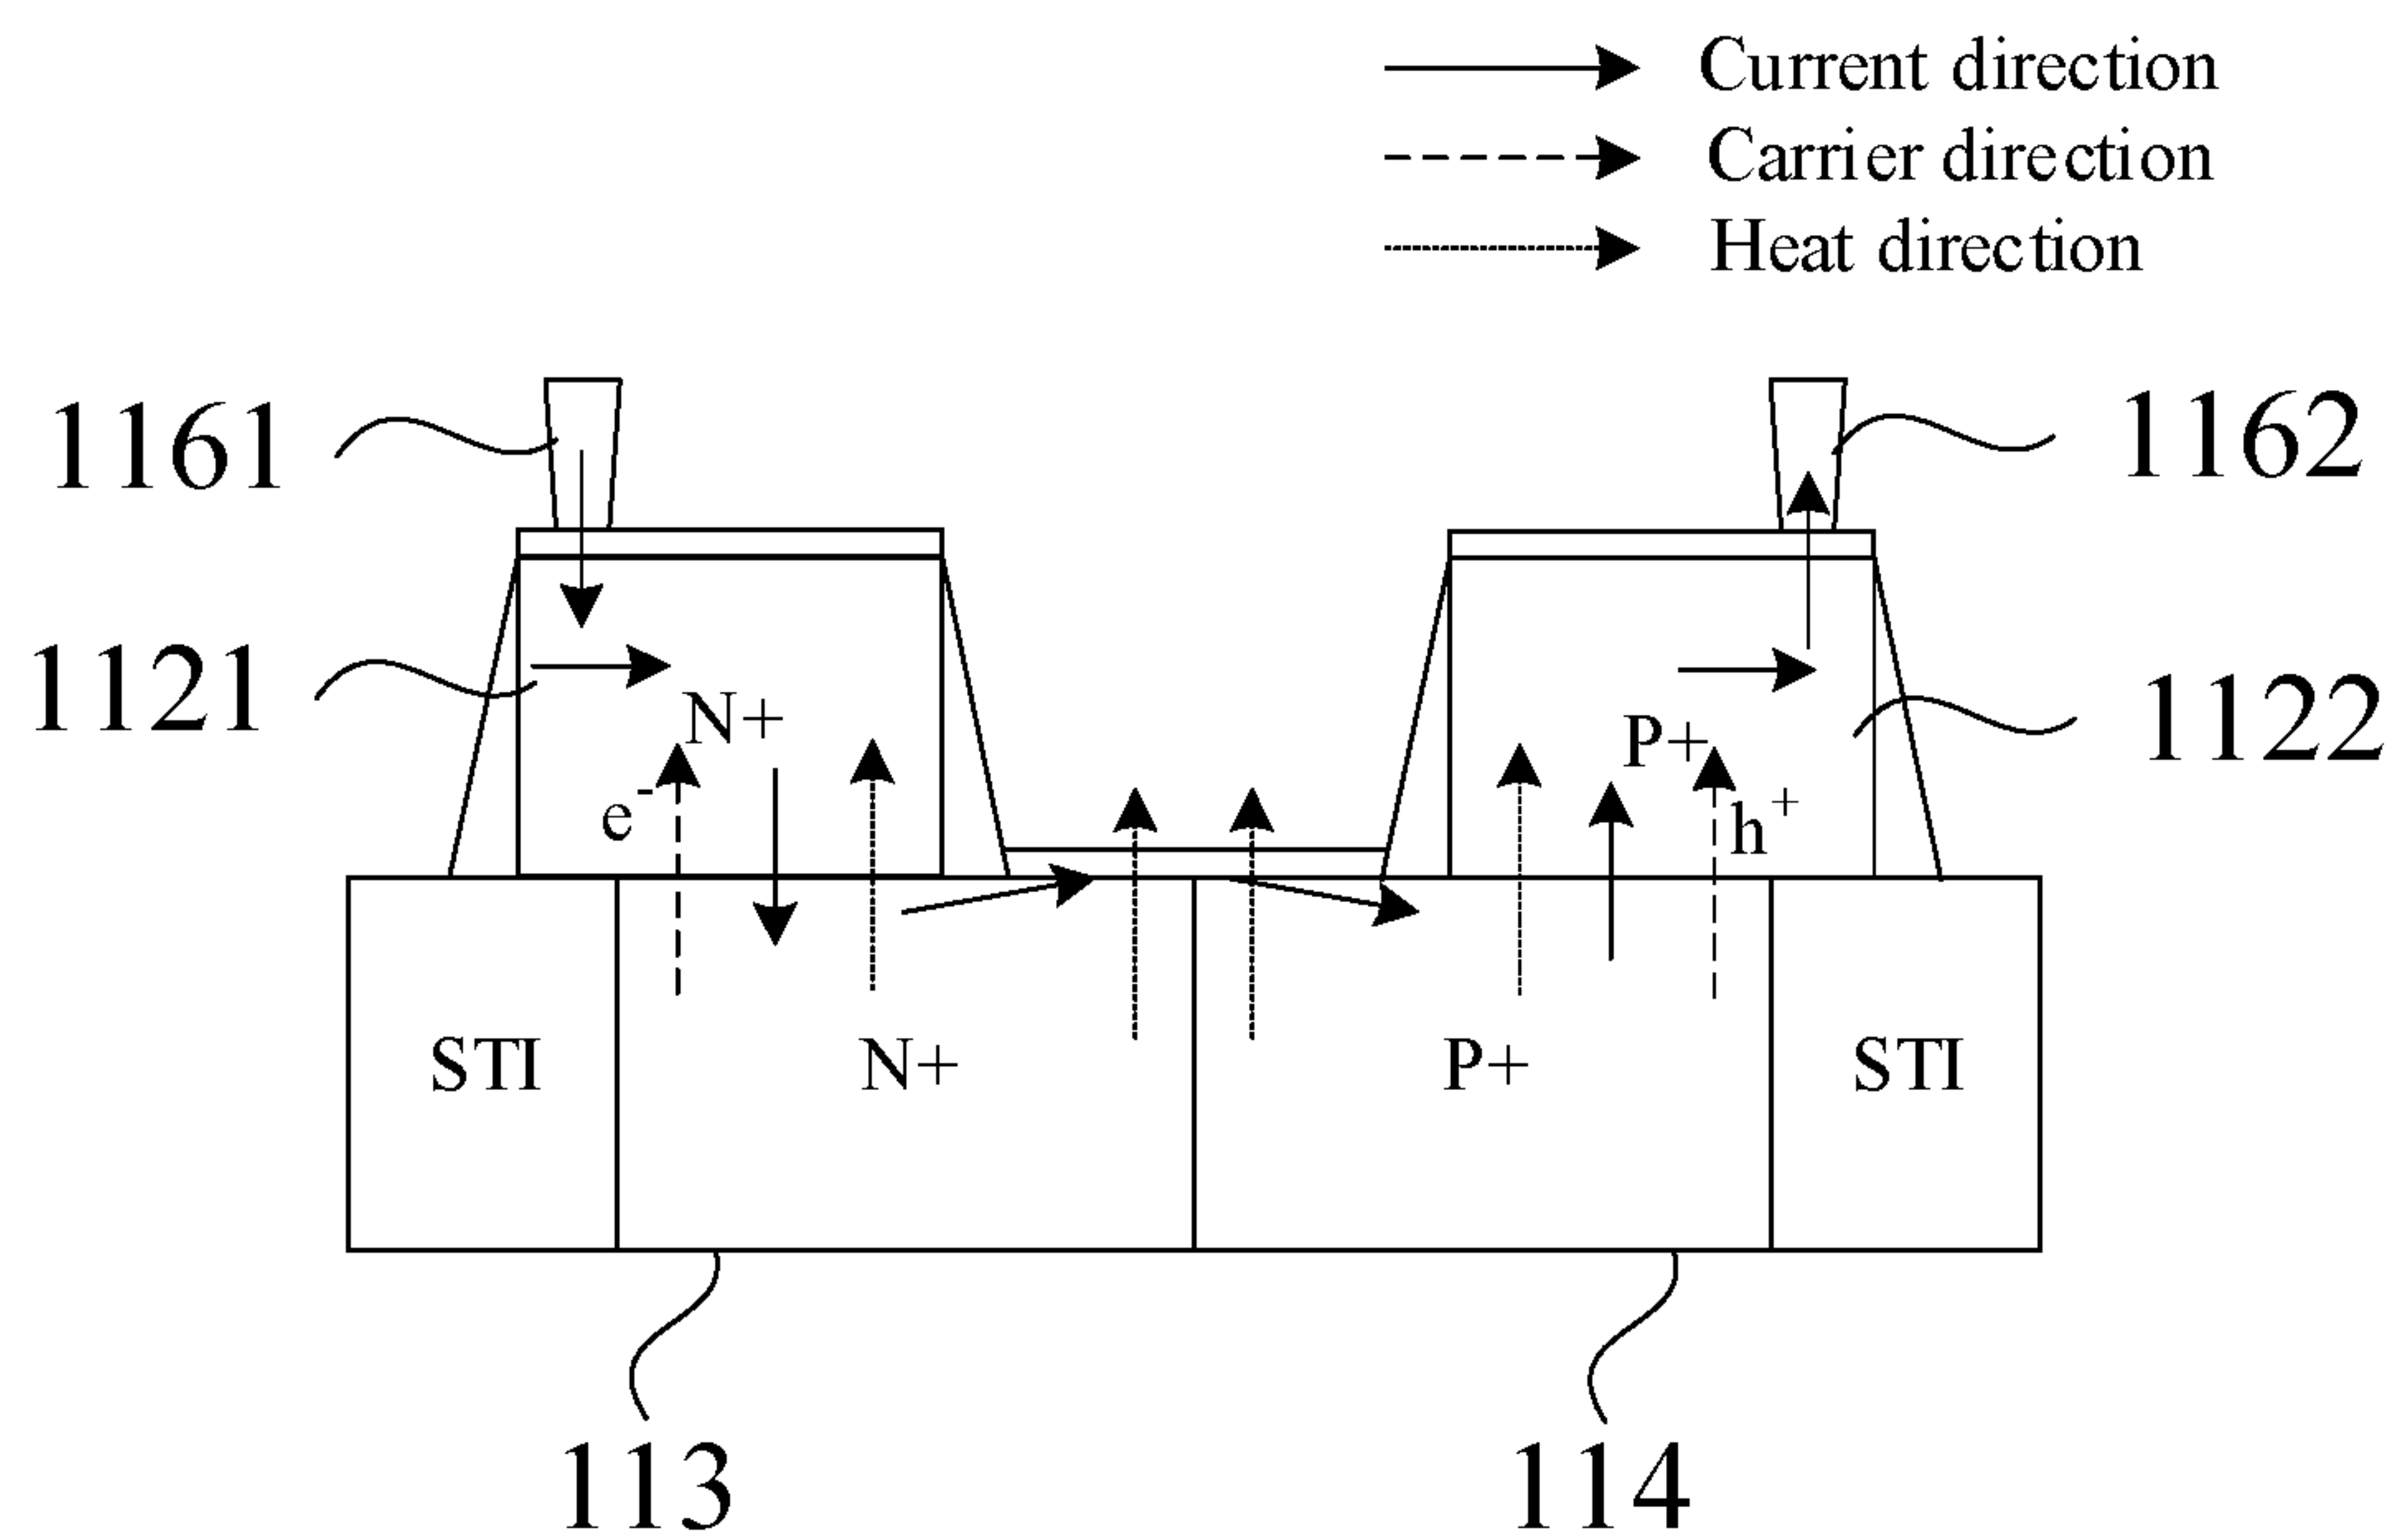 Current direction
Carrier direction
Heat direction
1161
1162
1121
N+
P+
1122
e-
h+
STI
N+
P+
STI
113
114